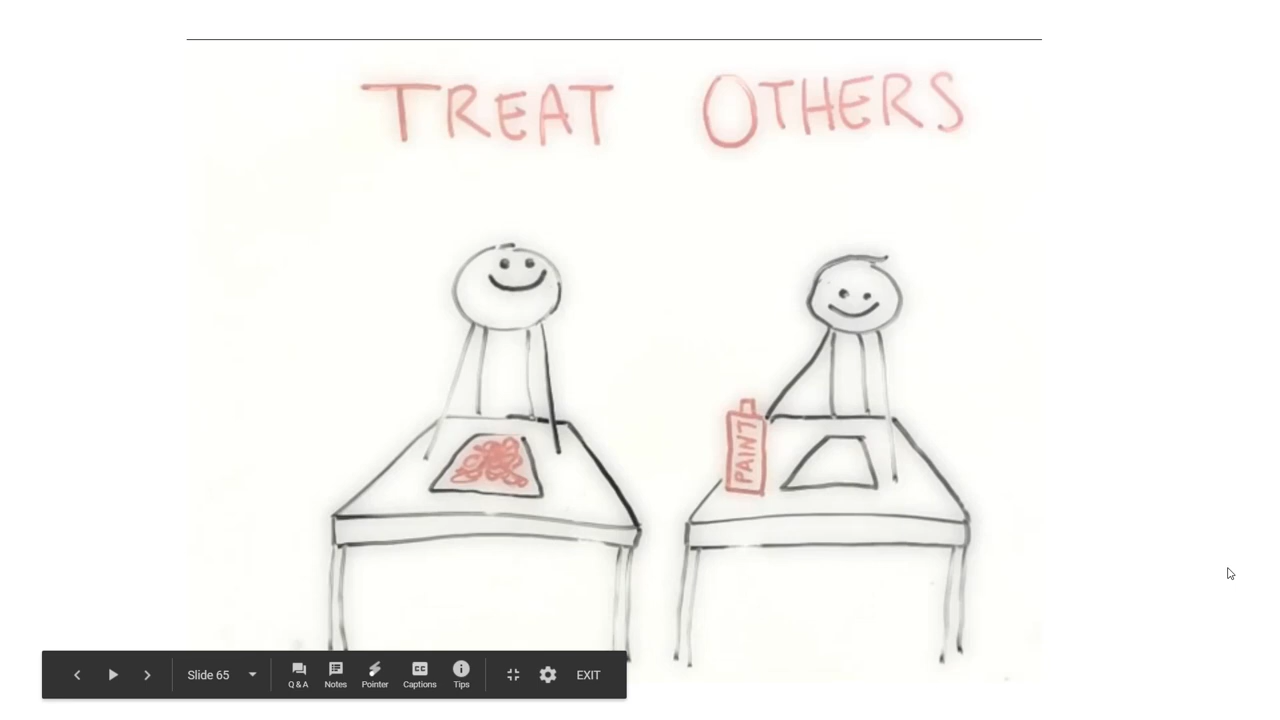 TREAT OTHERS
PAINT
Slide 65
Q & A Notes Pointer Captions Tips
EXIT